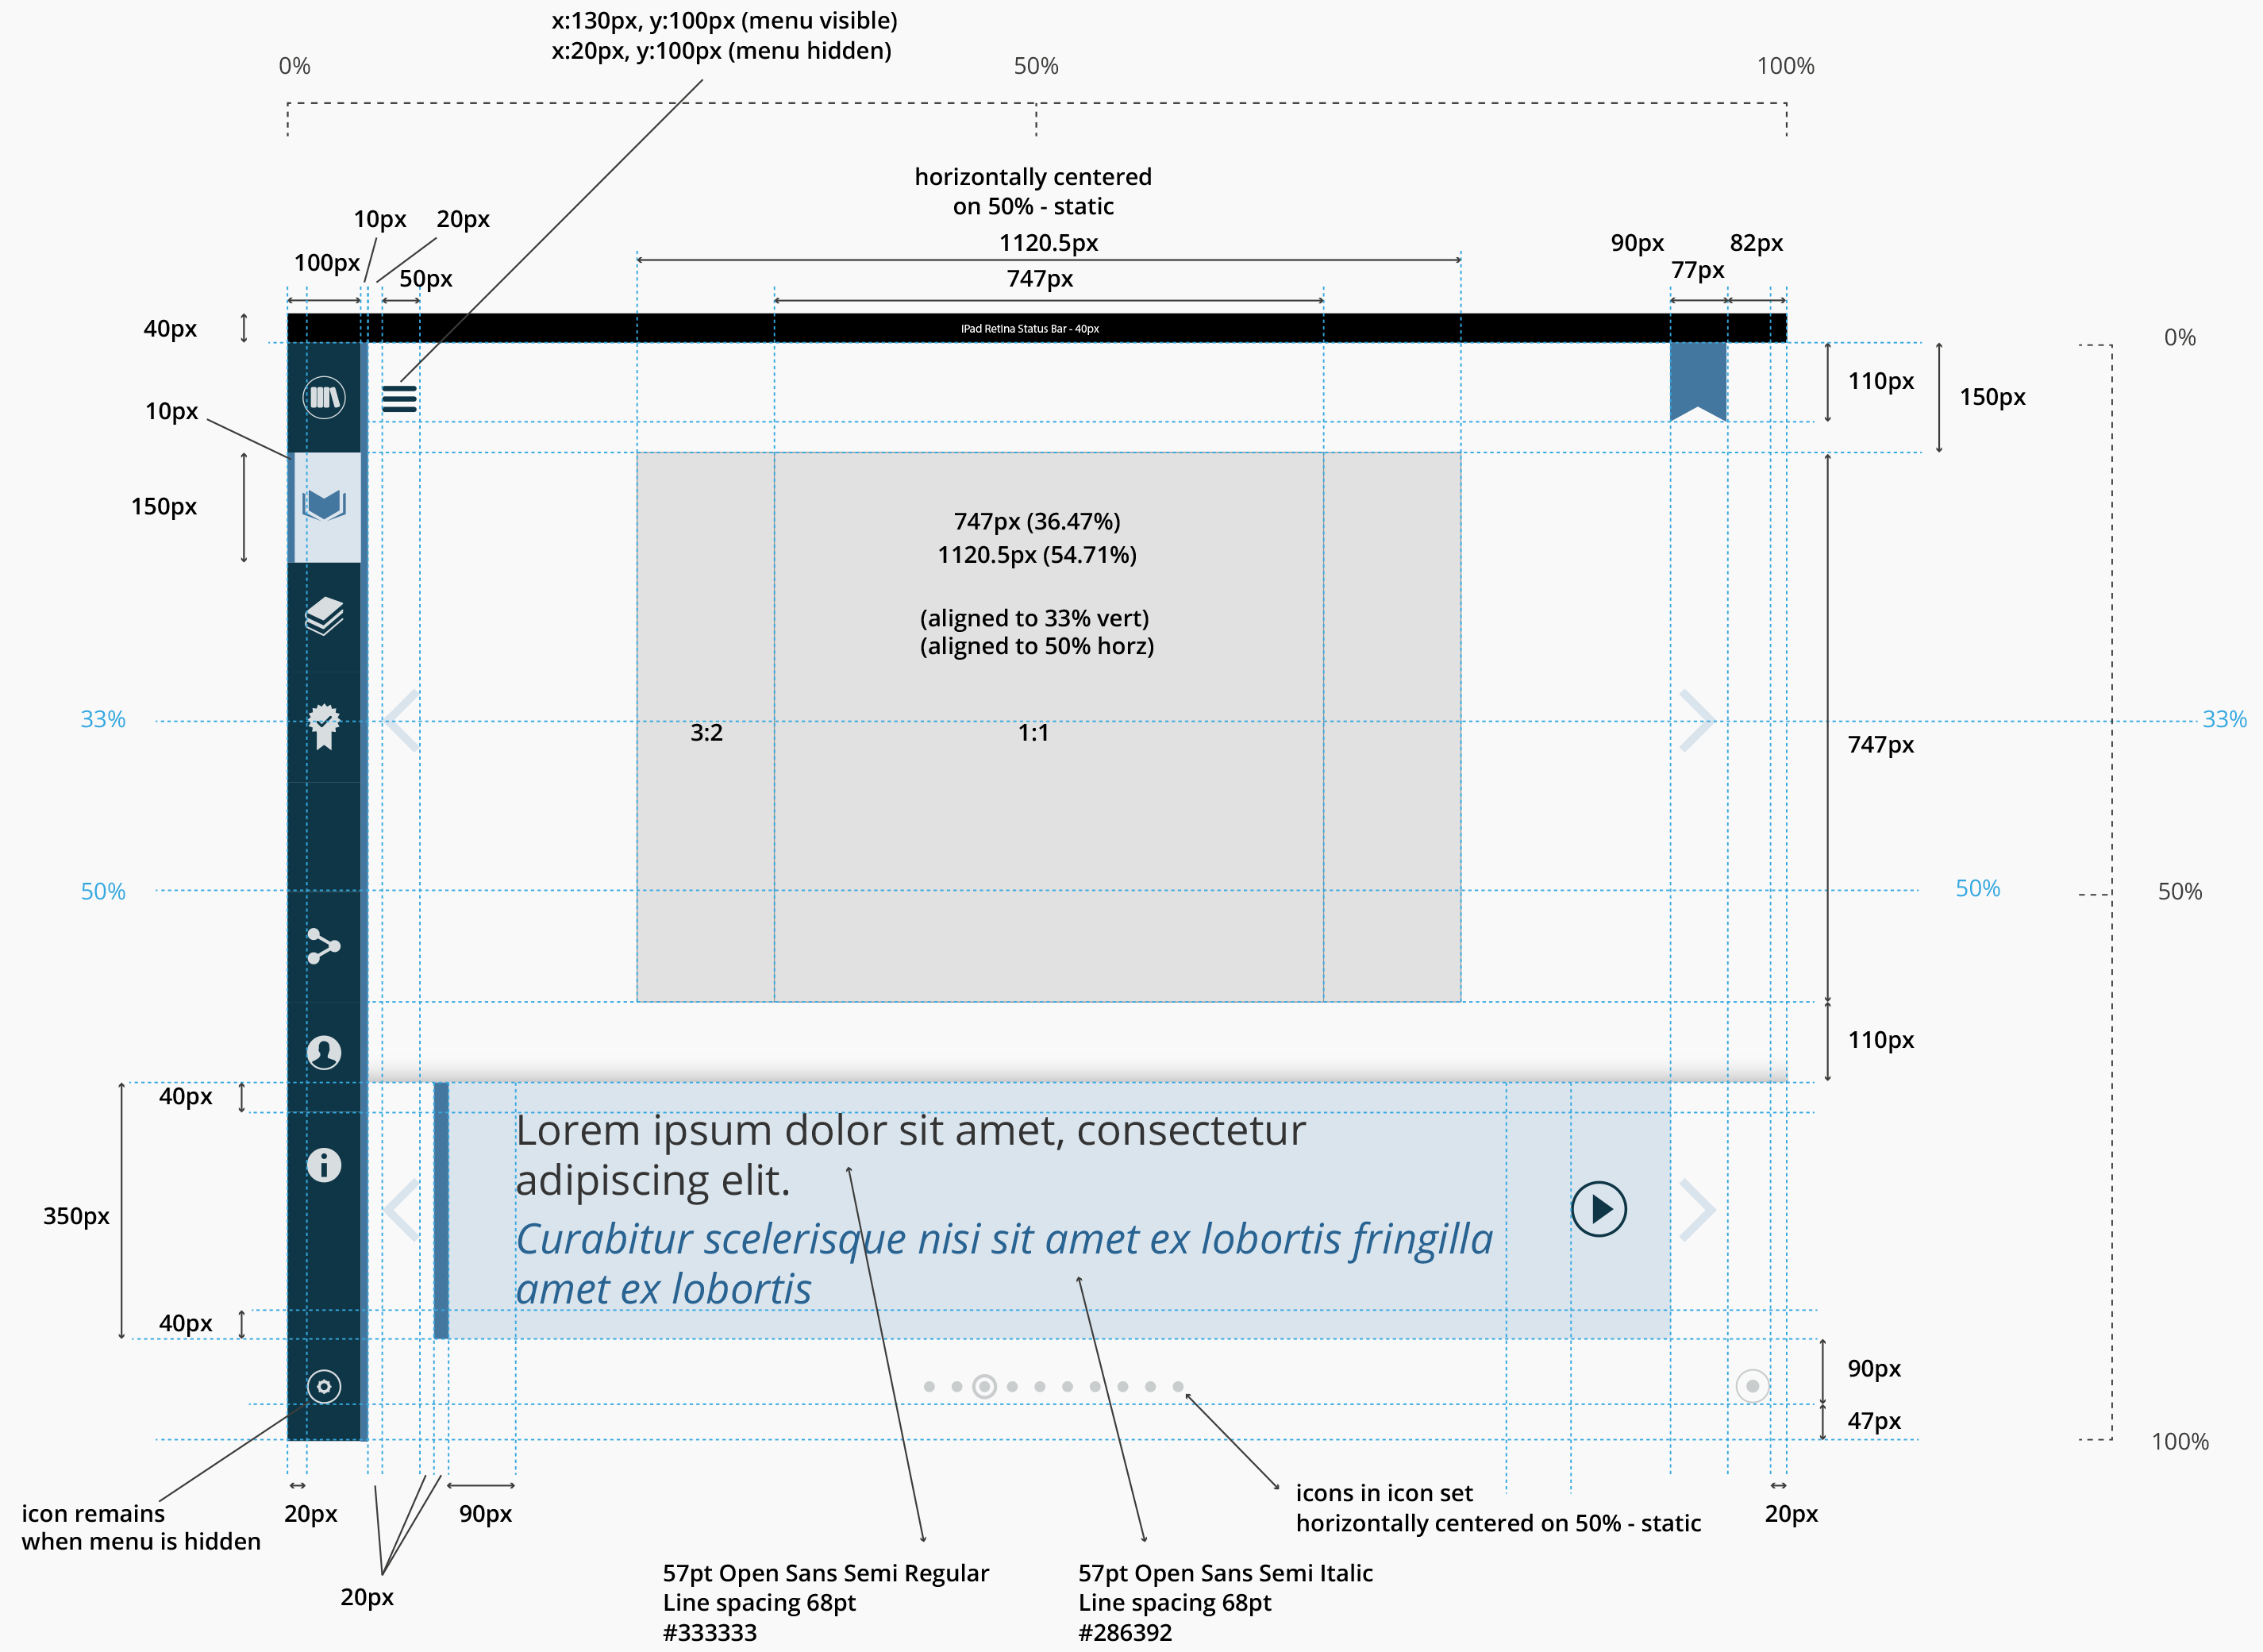 x:130px, y:100px (menu visible)
x:20px, y:100px (menu hidden)
0%
50%
100%
horizontally centered
on 50% - static
10px
20px
1120.5px
90px
82px
100px
50px
747px
77px
40px
iPad Retina Status Bar - 40px
0%
110px
150px
10px
150px
747px (36.47%)
1120.5px (54.71%)
(aligned to 33% vert)
(aligned to 50% horz)
33%
33%
3:2
1:1
747px
50%
50%
50%
110px
40px
Lorem ipsum dolor sit amet, consectetur
adipiscing elit.
350px
Curabitur scelerisque nisi sit amet ex lobortis fringilla
amet ex lobortis
40px
90px
47px
100%
icon remains
when menu is hidden
20px
90px
icons in icon set
horizontally centered on 50% - static
20px
20px
57pt Open Sans Semi Regular
Line spacing 68pt
#333333
57pt Open Sans Semi Italic
Line spacing 68pt
#286392